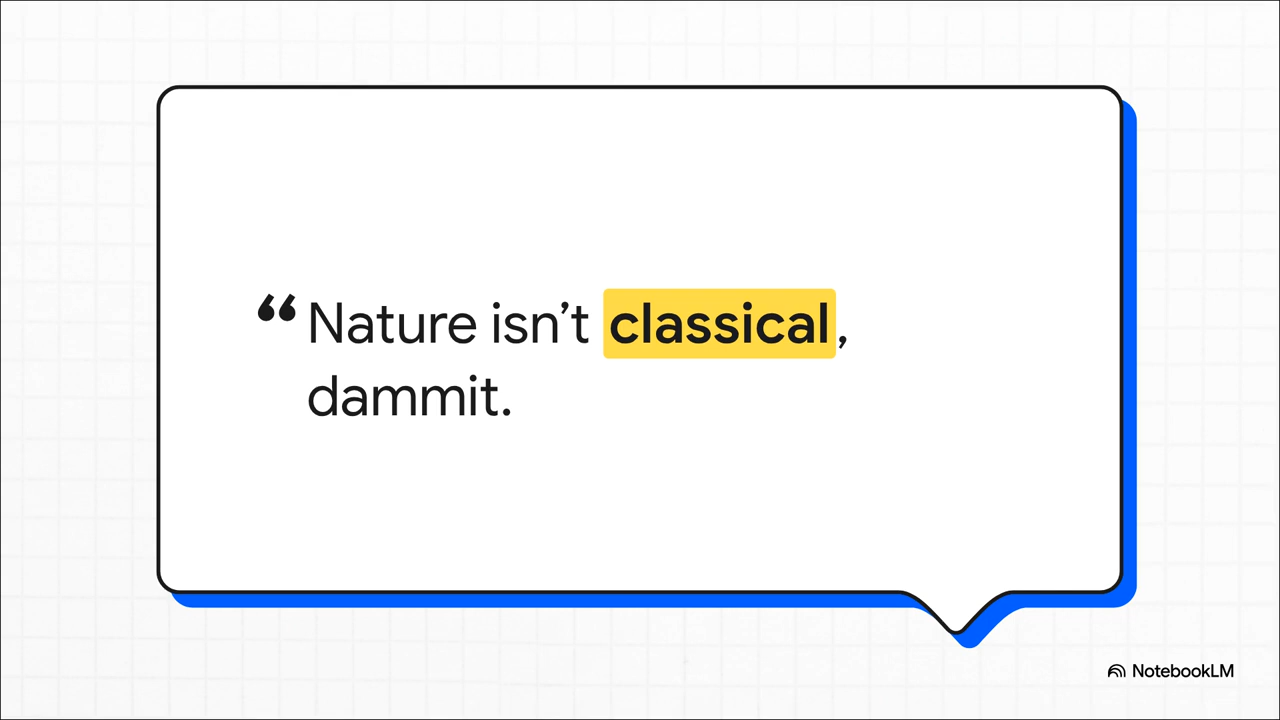 “Nature isn’t classical,
dammit.
NotebookLM